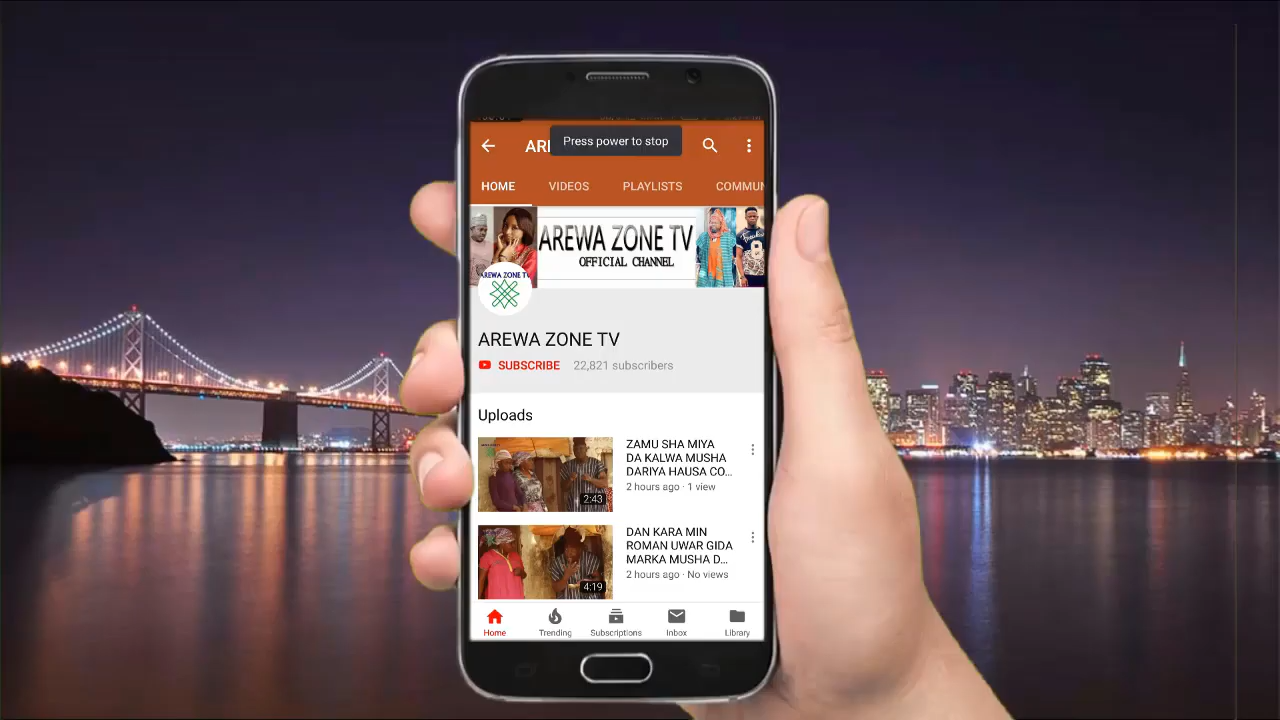 ARE
Press power to stop
HOME VIDEOS PLAYLISTS COMMUN
AREWA ZONE TV
OFFICIAL CHANNEL
AREWA ZONE TV
AREWA ZONE TV
SUBSCRIBE 22,821 subscribers
Uploads
ZAMU SHA MIYA
DA KALWA MUSHA
DARIYA HAUSA CO...
2 hours ago · 1 view
2:43
DAN KARA MIN
ROMAN UWAR GIDA
MARKA MUSHA D...
2 hours ago · No views
4:19
Home Trending Subscriptions Inbox Library